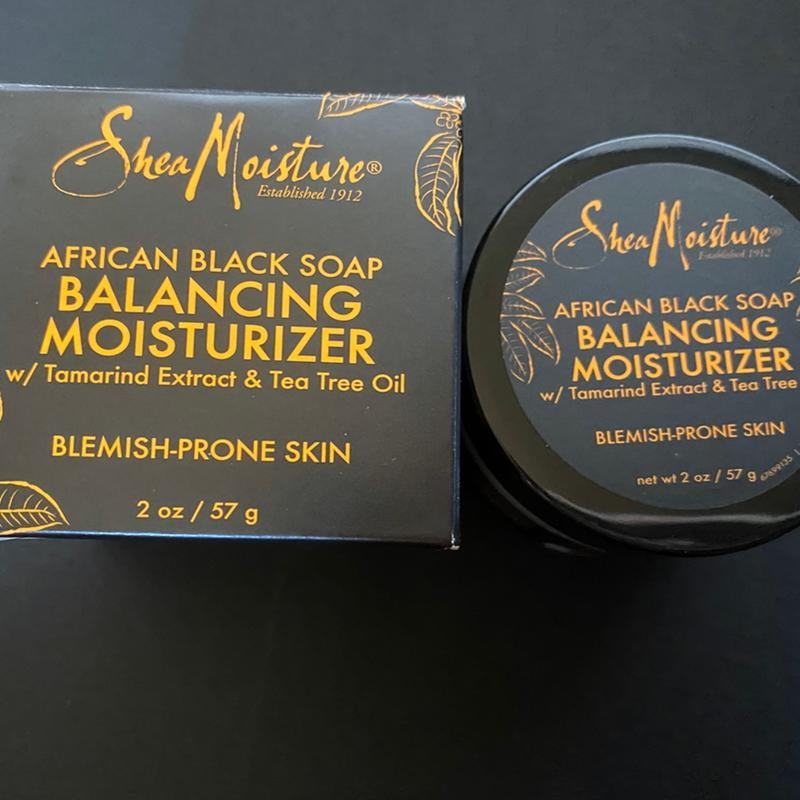 SheaMoisture®
Established 1912
AFRICAN BLACK SOAP
BALANCING
MOISTURIZER
w/ Tamarind Extract & Tea Tree Oil
BLEMISH-PRONE SKIN
2 oz / 57 g
SheaMoisture®
Established 1912
AFRICAN BLACK SOAP
BALANCING
MOISTURIZER
w/ Tamarind Extract & Tea Tree
BLEMISH-PRONE SKIN
net wt 2 oz / 57 g